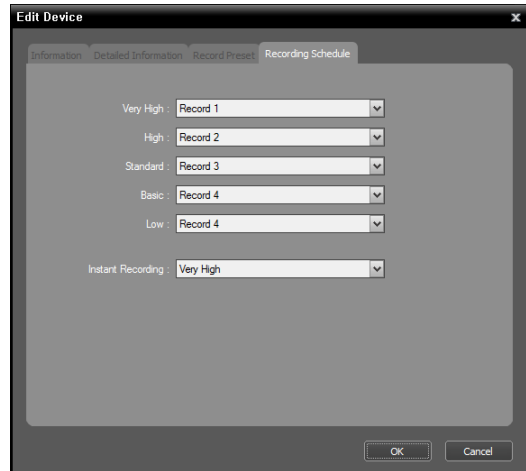 Edit Device x
Information Detailed Information Record Preset Recording Schedule
Very High : Record 1
High : Record 2
Standard : Record 3
Basic : Record 4
Low : Record 4
Instant Recording : Very High
OK Cancel